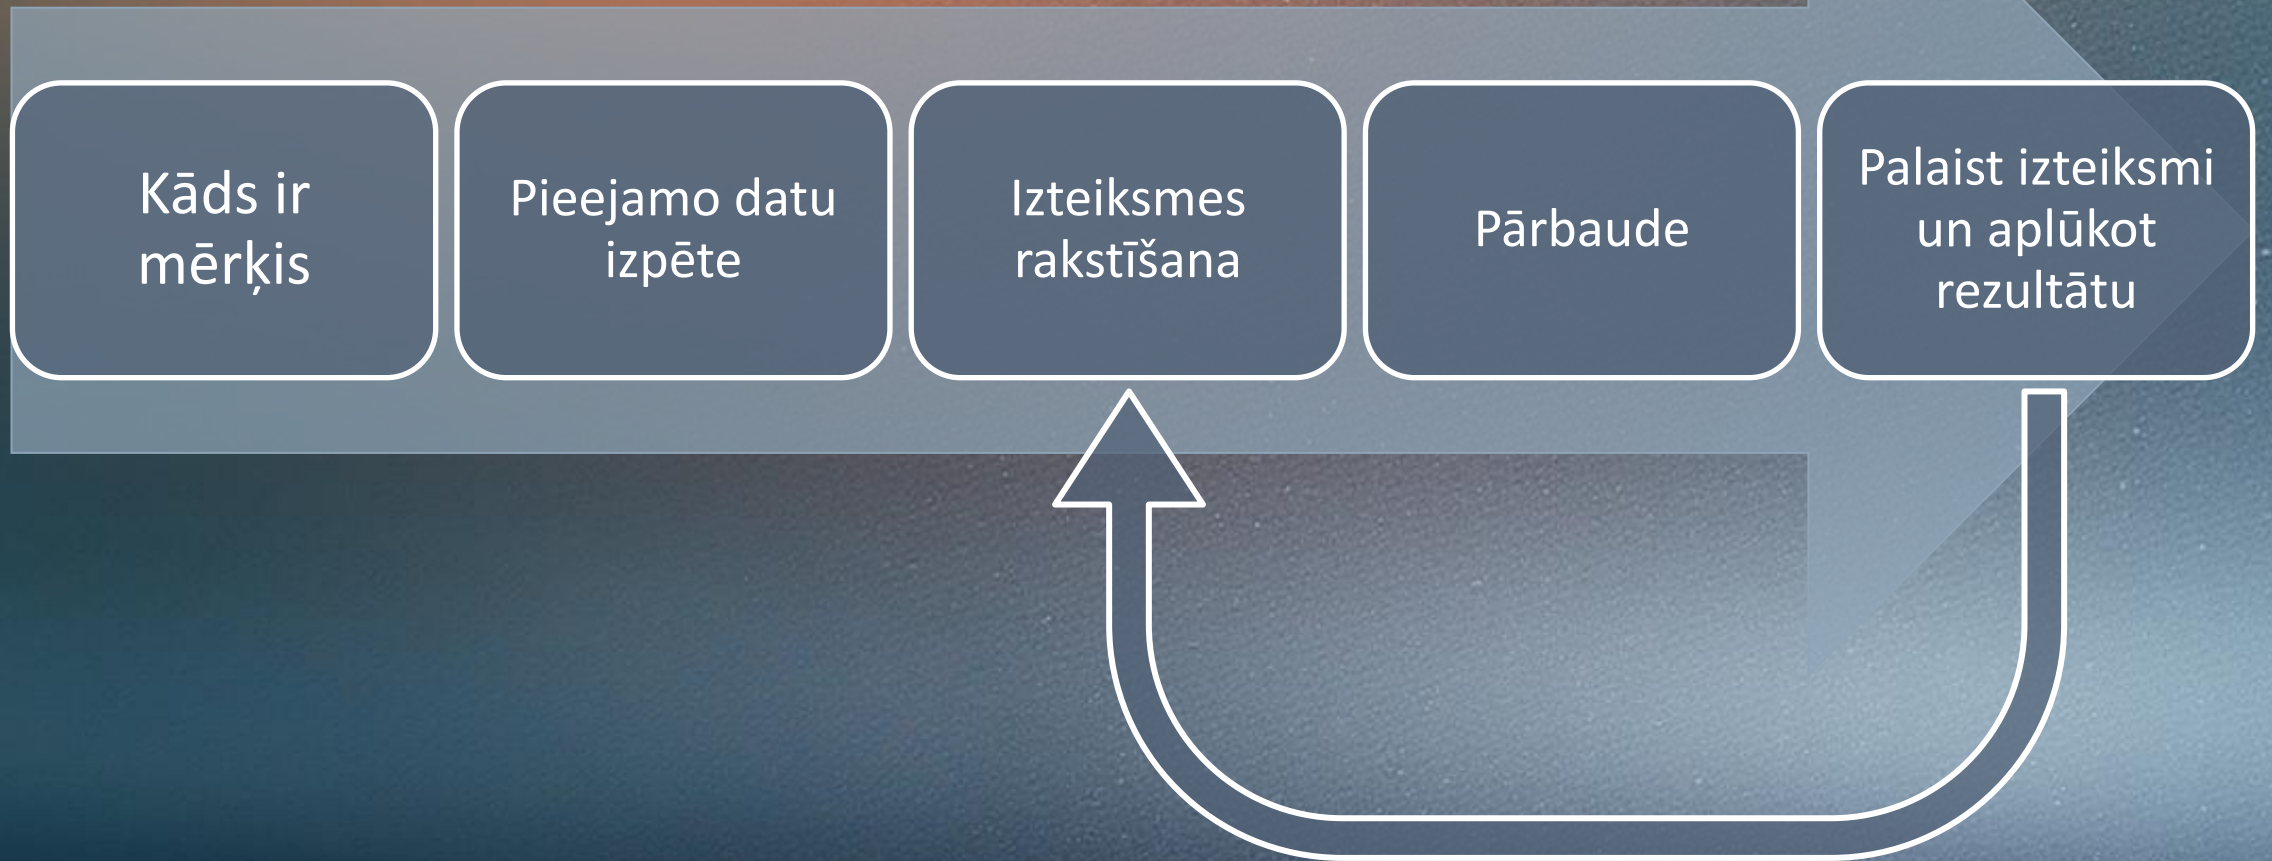 Kāds ir
mērķis
Pieejamo datu
izpēte
Izteiksmes
rakstīšana
Pārbaude
Palaist izteiksmi
un aplūkot
rezultātu